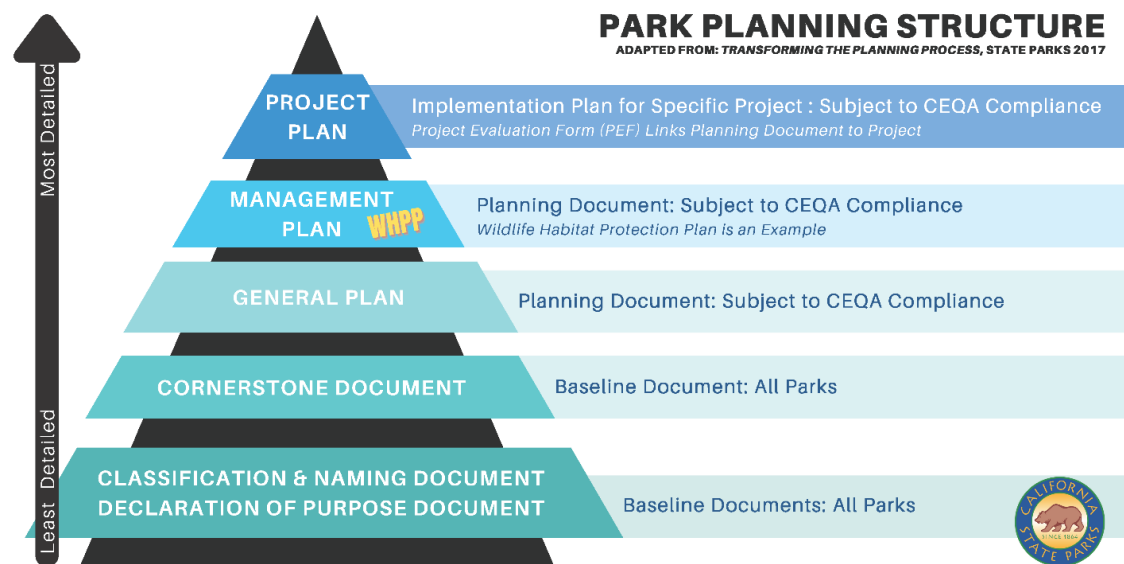 PARK PLANNING STRUCTURE
ADAPTED FROM: TRANSFORMING THE PLANNING PROCESS, STATE PARKS 2017
Most Detailed
Least Detailed
PROJECT
PLAN
Implementation Plan for Specific Project : Subject to CEQA Compliance
Project Evaluation Form (PEF) Links Planning Document to Project
MANAGEMENT
PLAN
WHPP
Planning Document: Subject to CEQA Compliance
Wildlife Habitat Protection Plan is an Example
GENERAL PLAN
Planning Document: Subject to CEQA Compliance
CORNERSTONE DOCUMENT
Baseline Document: All Parks
CLASSIFICATION & NAMING DOCUMENT
DECLARATION OF PURPOSE DOCUMENT
Baseline Documents: All Parks
CALIFORNIA
SINCE 1864
STATE PARKS